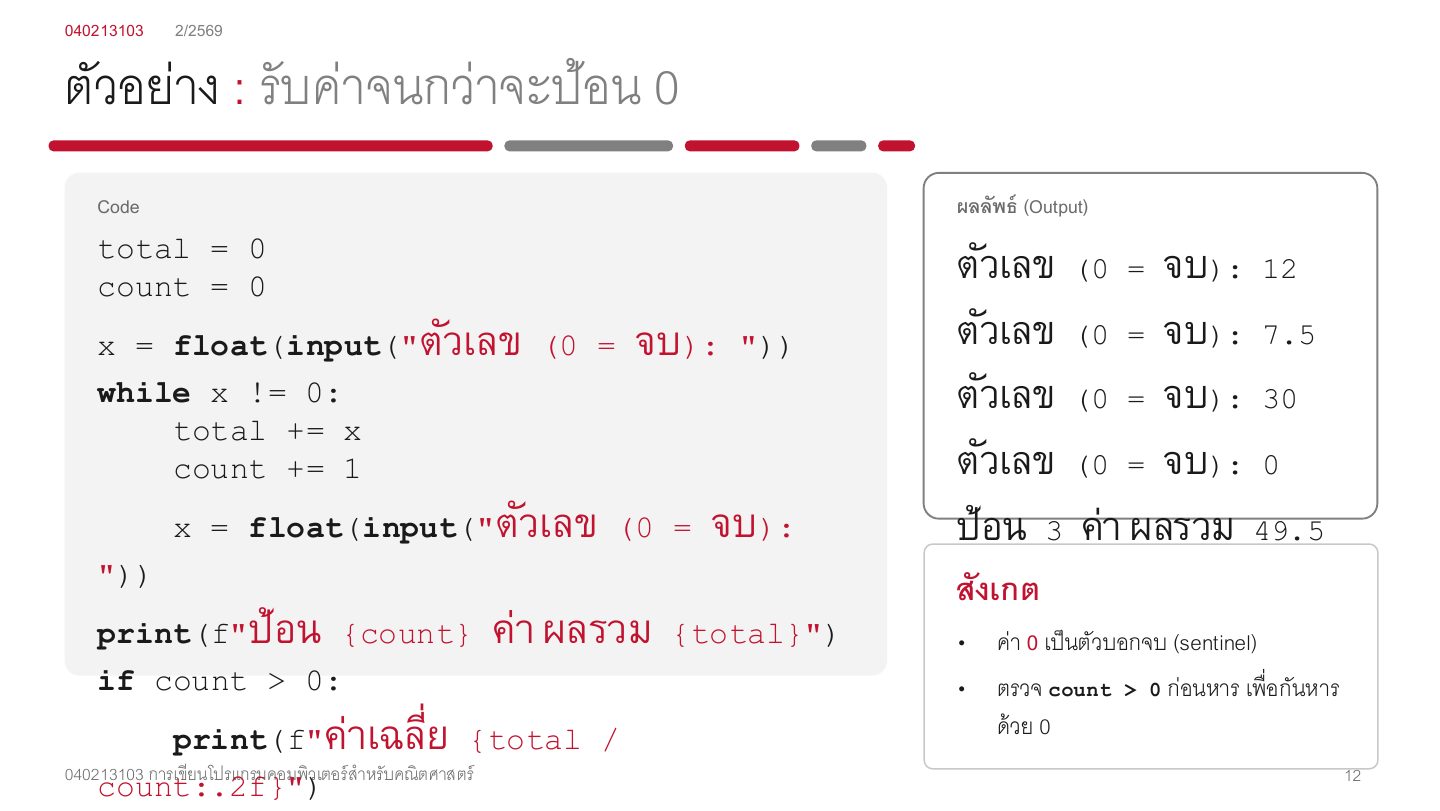 040213103 2/2569
ตัวอย่าง : รับค่าจนกว่าจะป้อน 0
Code
total = 0
count = 0
x = float(input("ตัวเลข (0 = จบ): "))
while x != 0:
    total += x
    count += 1
    x = float(input("ตัวเลข (0 = จบ):
"))
print(f"ป้อน {count} ค่า ผลรวม {total}")
if count > 0:
    print(f"ค่าเฉลี่ย {total /
count:.2f}")
ผลลัพธ์ (Output)
ตัวเลข (0 = จบ): 12
ตัวเลข (0 = จบ): 7.5
ตัวเลข (0 = จบ): 30
ตัวเลข (0 = จบ): 0
ป้อน 3 ค่า ผลรวม 49.5
สังเกต
• ค่า 0 เป็นตัวบอกจบ (sentinel)
• ตรวจ count > 0 ก่อนหาร เพื่อกันหาร
ด้วย 0
040213103 การเขียนโปรแกรมคอมพิวเตอร์สำหรับคณิตศาสตร์
12